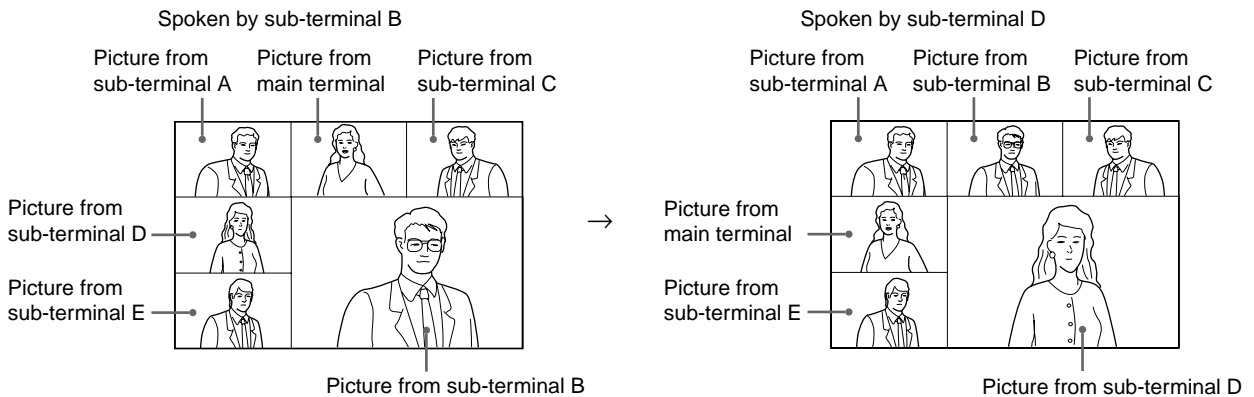 Spoken by sub-terminal B
Picture from
sub-terminal A
Picture from
main terminal
Picture from
sub-terminal C
Picture from
sub-terminal D
Picture from
sub-terminal E
Picture from sub-terminal B
→
Spoken by sub-terminal D
Picture from
sub-terminal A
Picture from
sub-terminal B
Picture from
sub-terminal C
Picture from
main terminal
Picture from
sub-terminal E
Picture from sub-terminal D